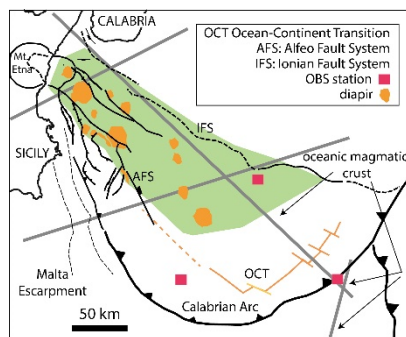 CALABRIA
OCT Ocean-Continent Transition
AFS: Alfeo Fault System
IFS: Ionian Fault System
OBS station
diapir
Mt.
Etna
SICILY
IFS
oceanic magmatic
crust
AFS
Malta
Escarpment
OCT
Calabrian Arc
50 km